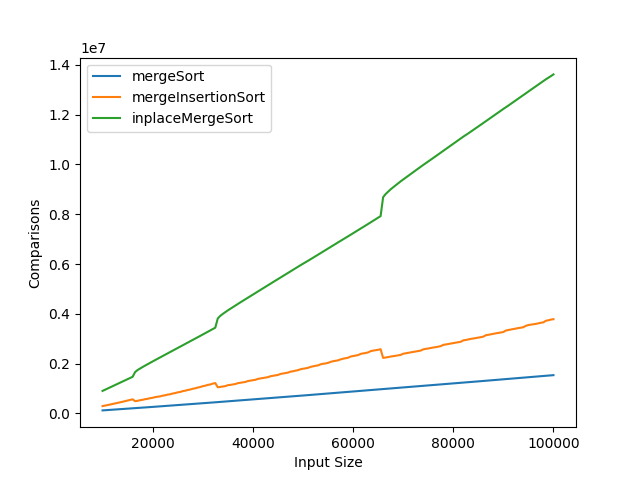 1e7
1.4
1.2
1.0
0.8
0.6
0.4
0.2
0.0
Comparisons
mergeSort
mergeInsertionSort
inplaceMergeSort
20000 40000 60000 80000 100000
Input Size